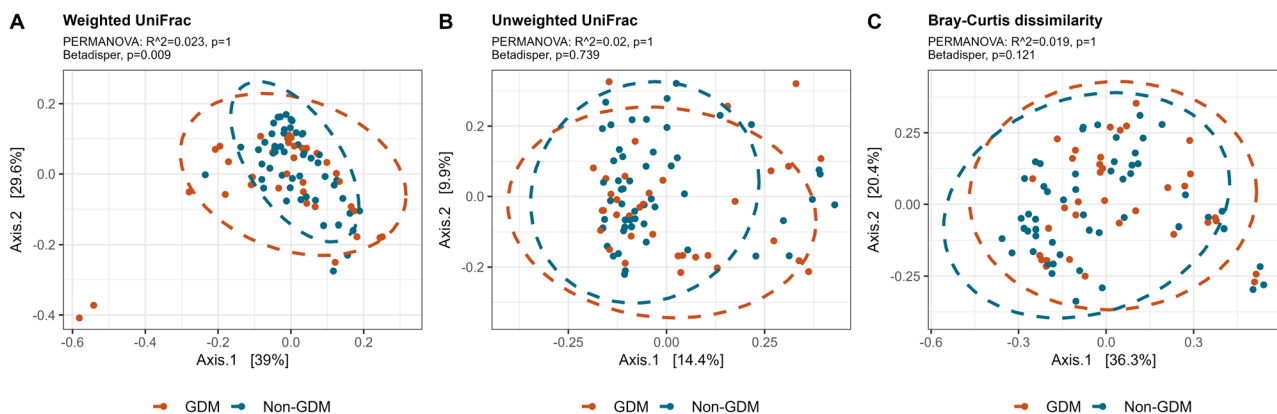 A
Weighted UniFrac
PERMANOVA: R^2=0.023, p=1
Betadisper, p=0.009
0.2
0.0
-0.2
-0.4
Axis.2 [29.6%]
-0.6
-0.4
-0.2
0.0
0.2
Axis.1 [39%]
GDM
Non-GDM
B
Unweighted UniFrac
PERMANOVA: R^2=0.02, p=1
Betadisper, p=0.739
0.2
0.0
-0.2
Axis.2 [9.9%]
-0.25
0.00
0.25
Axis.1 [14.4%]
GDM
Non-GDM
C
Bray-Curtis dissimilarity
PERMANOVA: R^2=0.019, p=1
Betadisper, p=0.121
0.25
0.00
-0.25
Axis.2 [20.4%]
-0.6
-0.3
0.0
0.3
Axis.1 [36.3%]
GDM
Non-GDM